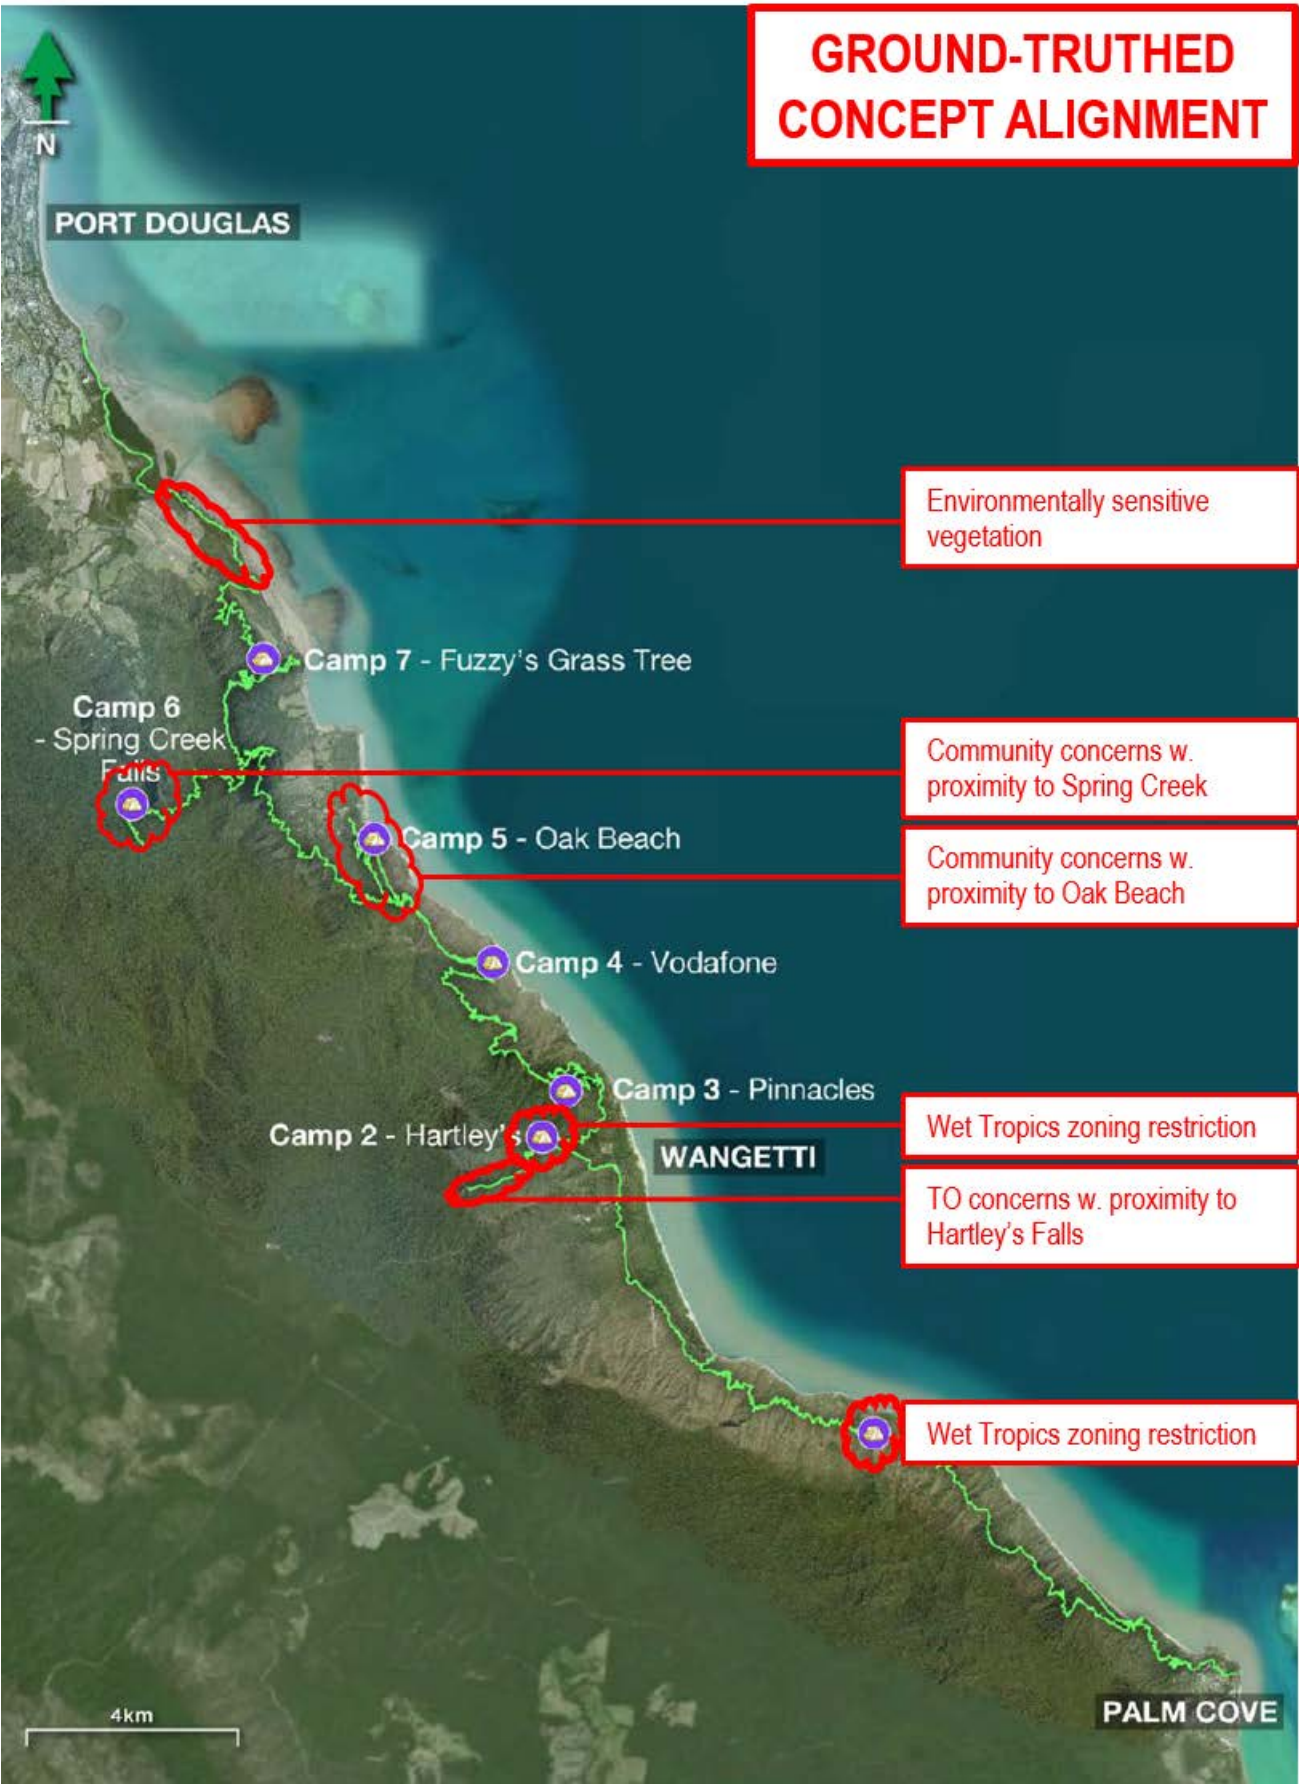 GROUND-TRUTHED
CONCEPT ALIGNMENT
N
PORT DOUGLAS
Environmentally sensitive
vegetation
Camp 7 - Fuzzy's Grass Tree
Camp 6
- Spring Creek
Falls
Community concerns w.
proximity to Spring Creek
Camp 5 - Oak Beach
Community concerns w.
proximity to Oak Beach
Camp 4 - Vodafone
Camp 3 - Pinnacles
Camp 2 - Hartley's
Wet Tropics zoning restriction
WANGETTI
TO concerns w. proximity to
Hartley's Falls
Wet Tropics zoning restriction
4km
PALM COVE